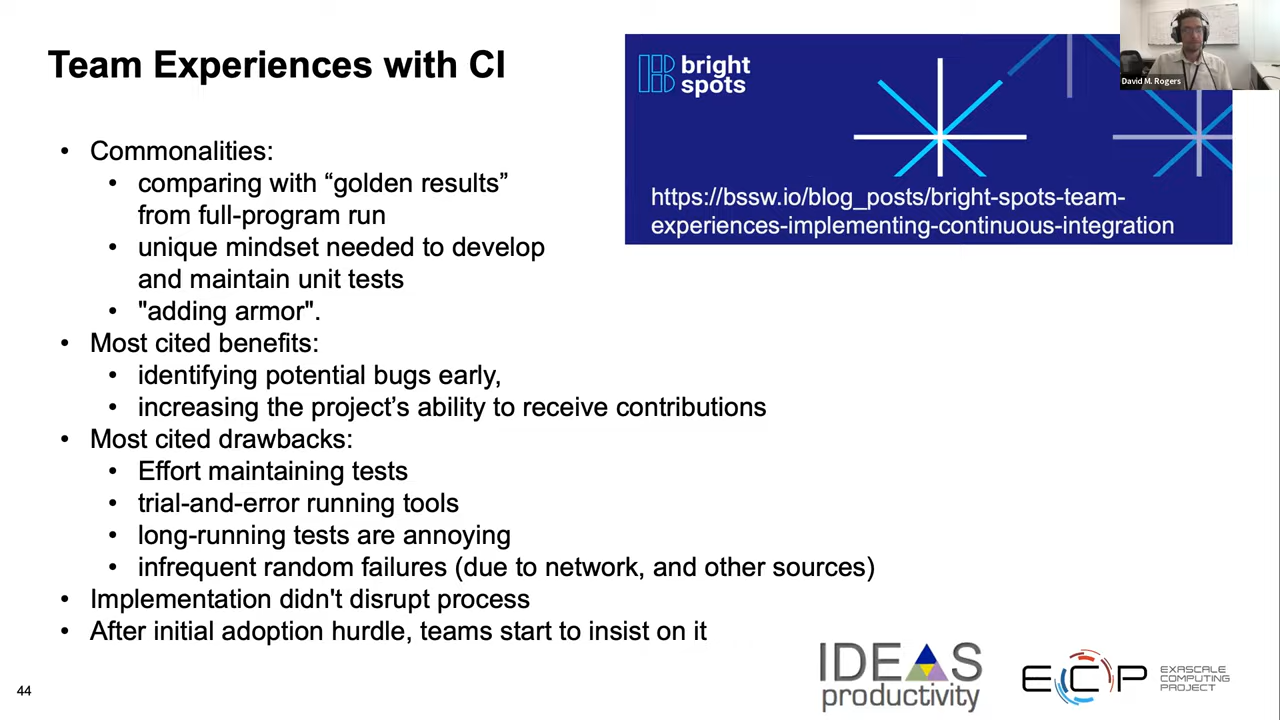 Team Experiences with CI
bright
spots
David M. Rogers
https://bssw.io/blog_posts/bright-spots-team-
experiences-implementing-continuous-integration
• Commonalities:
• comparing with “golden results”
from full-program run
• unique mindset needed to develop
and maintain unit tests
• "adding armor".
• Most cited benefits:
• identifying potential bugs early,
• increasing the project’s ability to receive contributions
• Most cited drawbacks:
• Effort maintaining tests
• trial-and-error running tools
• long-running tests are annoying
• infrequent random failures (due to network, and other sources)
• Implementation didn't disrupt process
• After initial adoption hurdle, teams start to insist on it
IDEAS
productivity
ECP
EXASCALE
COMPUTING
PROJECT
44